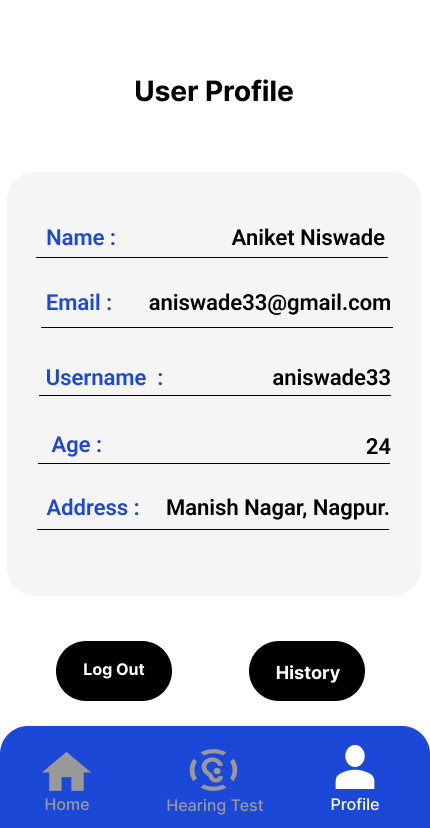 User Profile
Name : Aniket Niswade
Email : aniswade33@gmail.com
Username : aniswade33
Age : 24
Address : Manish Nagar, Nagpur.
Log Out History
Home Hearing Test Profile